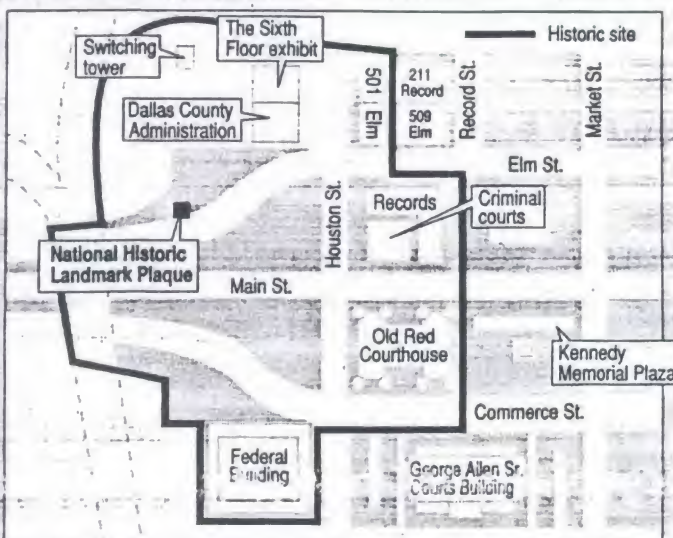 Historic site
The Sixth
Floor exhibit
Switching
tower
Dallas County
Administration
501 Elm
211
Record
509
Elm
Record St.
Market St.
Elm St.
Houston St.
Records
Criminal
courts
National Historic
Landmark Plaque
Main St.
Old Red
Courthouse
Kennedy
Memorial Plaza
Commerce St.
Federal
Building
George Allen Sr.
Courts Building